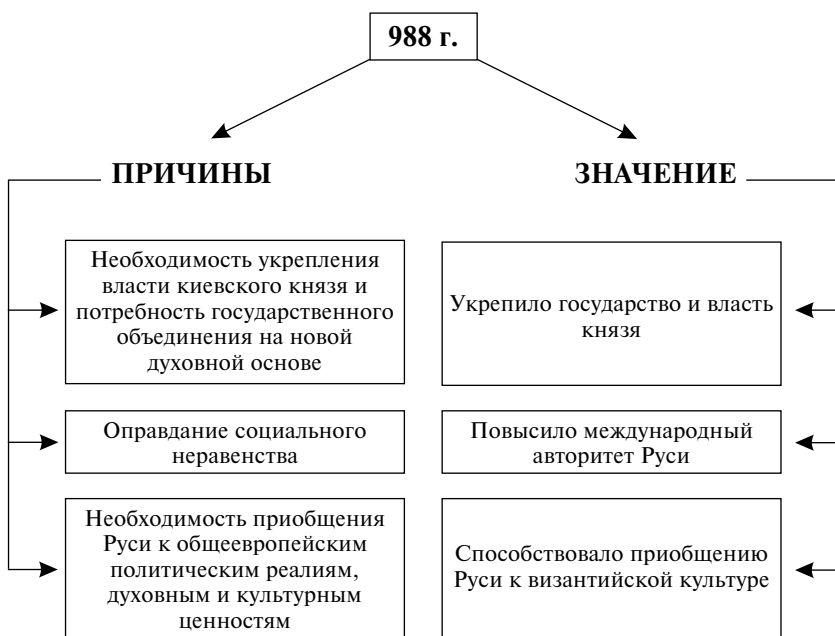 988 г.
ПРИЧИНЫ
Необходимость укрепления
власти киевского князя и
потребность государственного
объединения на новой
духовной основе
Оправдание социального
неравенства
Необходимость приобщения
Руси к общеевропейским
политическим реалиям,
духовным и культурным
ценностям
ЗНАЧЕНИЕ
Укрепило государство и власть
князя
Повысило международный
авторитет Руси
Способствовало приобщению
Руси к византийской культуре